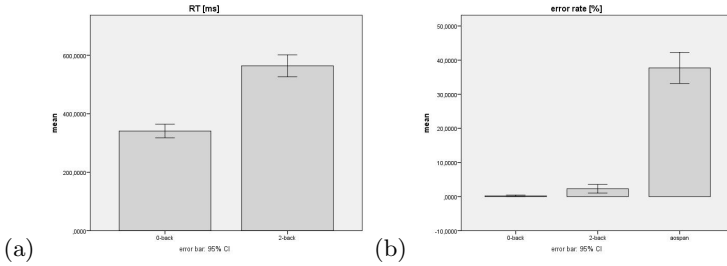 RT [ms]
600,0000
400,0000
200,0000
,0000
mean
0-back
2-back
error bar: 95% CI
(a)
error rate [%]
50,0000
40,0000
30,0000
20,0000
10,0000
,0000
-10,0000
mean
0-back
2-back
aospan
error bar: 95% CI
(b)